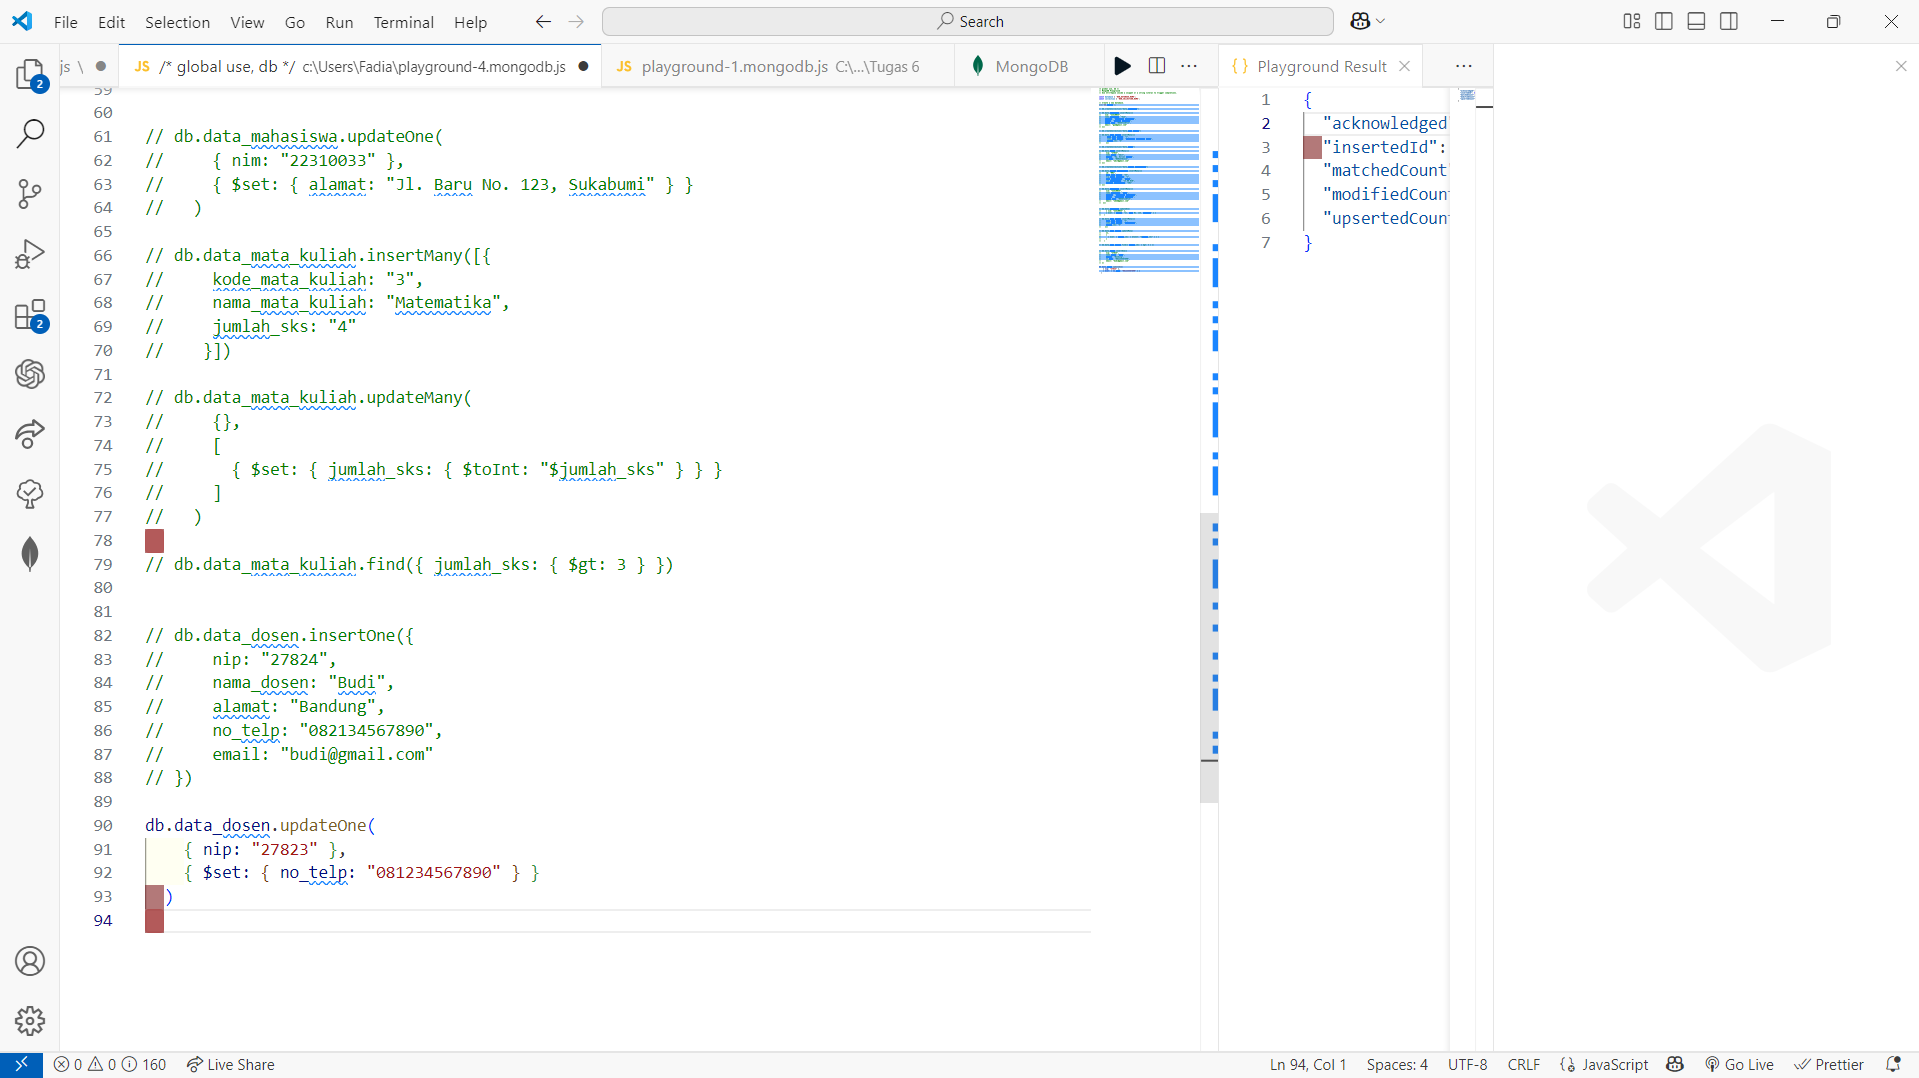 File Edit Selection View Go Run Terminal Help
Search
js \
JS /* global use, db */ c:\Users\Fadia\playground-4.mongodb.js
JS playground-1.mongodb.js C:\...\Tugas 6
MongoDB
{ } Playground Result
59
60
61 // db.data_mahasiswa.updateOne(
62 //     { nim: "22310033" },
63 //     { $set: { alamat: "Jl. Baru No. 123, Sukabumi" } }
64 //   )
65
66 // db.data_mata_kuliah.insertMany([{
67 //     kode_mata_kuliah: "3",
68 //     nama_mata_kuliah: "Matematika",
69 //     jumlah_sks: "4"
70 //    }])
71
72 // db.data_mata_kuliah.updateMany(
73 //     {},
74 //     [
75 //       { $set: { jumlah_sks: { $toInt: "$jumlah_sks" } } }
76 //     ]
77 //   )
78
79 // db.data_mata_kuliah.find({ jumlah_sks: { $gt: 3 } })
80
81
82 // db.data_dosen.insertOne({
83 //     nip: "27824",
84 //     nama_dosen: "Budi",
85 //     alamat: "Bandung",
86 //     no_telp: "082134567890",
87 //     email: "budi@gmail.com"
88 // })
89
90 db.data_dosen.updateOne(
91     { nip: "27823" },
92     { $set: { no_telp: "081234567890" } }
93   )
94
1 {
2   "acknowledged"
3   "insertedId":
4   "matchedCount"
5   "modifiedCoun
6   "upsertedCoun
7 }
2
2
0 0 160 Live Share
Ln 94, Col 1 Spaces: 4 UTF-8 CRLF JavaScript Go Live Prettier